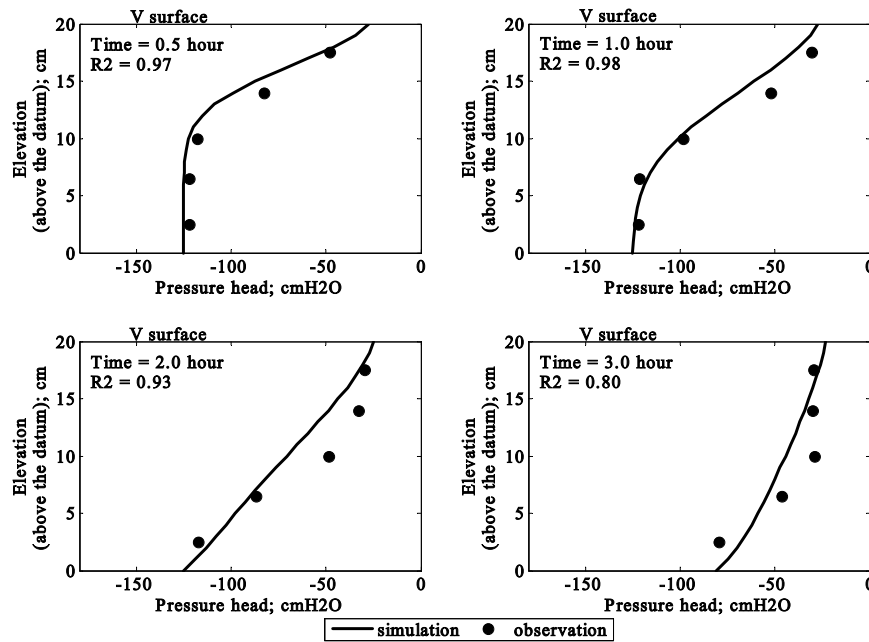 V surface
20
15
10
5
0
Time = 0.5 hour
R2 = 0.97
Elevation
(above the datum); cm
-150 -100 -50 0
Pressure head; cmH2O
V surface
20
15
10
5
0
Time = 1.0 hour
R2 = 0.98
Elevation
(above the datum); cm
-150 -100 -50 0
Pressure head; cmH2O
V surface
20
15
10
5
0
Time = 2.0 hour
R2 = 0.93
Elevation
(above the datum); cm
-150 -100 -50 0
Pressure head; cmH2O
V surface
20
15
10
5
0
Time = 3.0 hour
R2 = 0.80
Elevation
(above the datum); cm
-150 -100 -50 0
Pressure head; cmH2O
simulation observation